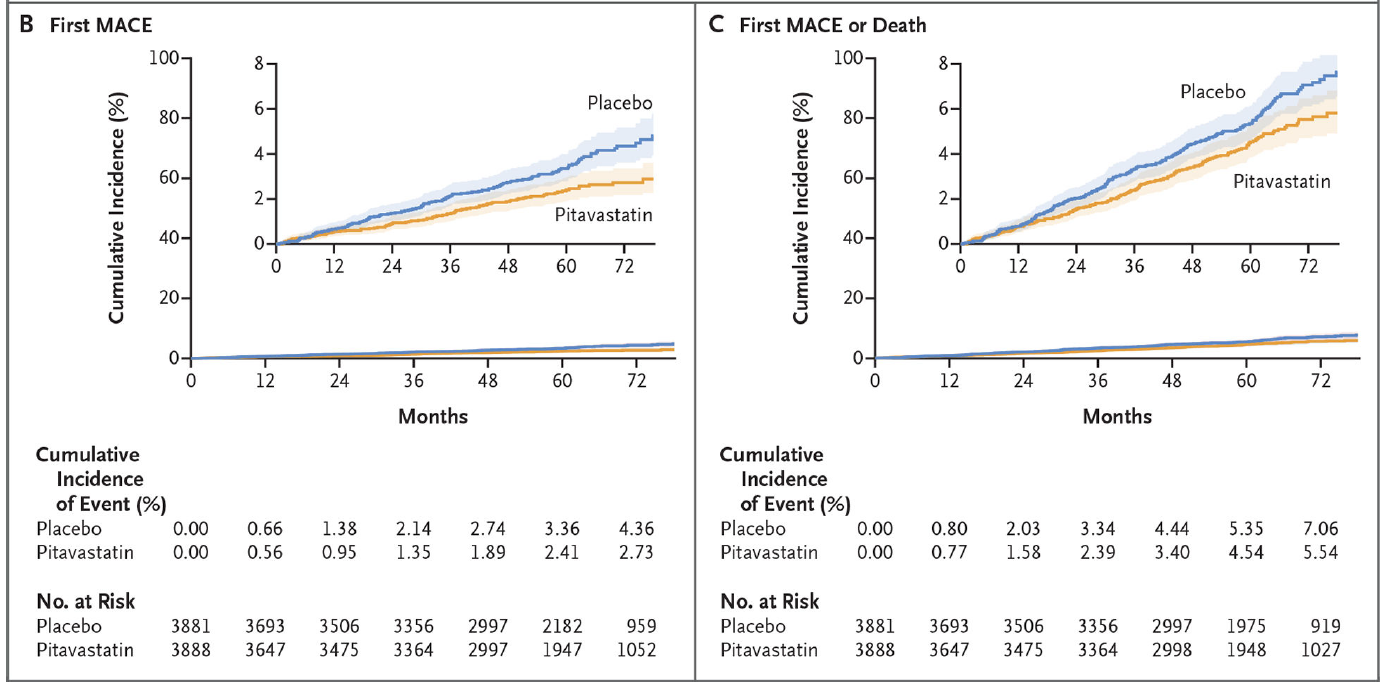 B First MACE
100
80
60
40
20
0
Cumulative Incidence (%)
8
6
4
2
0
Placebo
Pitavastatin
0 12 24 36 48 60 72
0 12 24 36 48 60 72
Months
Cumulative
Incidence
of Event (%)
Placebo 0.00 0.66 1.38 2.14 2.74 3.36 4.36
Pitavastatin 0.00 0.56 0.95 1.35 1.89 2.41 2.73
No. at Risk
Placebo 3881 3693 3506 3356 2997 2182 959
Pitavastatin 3888 3647 3475 3364 2997 1947 1052
C First MACE or Death
100
80
60
40
20
0
Cumulative Incidence (%)
8
6
4
2
0
Placebo
Pitavastatin
0 12 24 36 48 60 72
0 12 24 36 48 60 72
Months
Cumulative
Incidence
of Event (%)
Placebo 0.00 0.80 2.03 3.34 4.44 5.35 7.06
Pitavastatin 0.00 0.77 1.58 2.39 3.40 4.54 5.54
No. at Risk
Placebo 3881 3693 3506 3356 2997 1975 919
Pitavastatin 3888 3647 3475 3364 2998 1948 1027